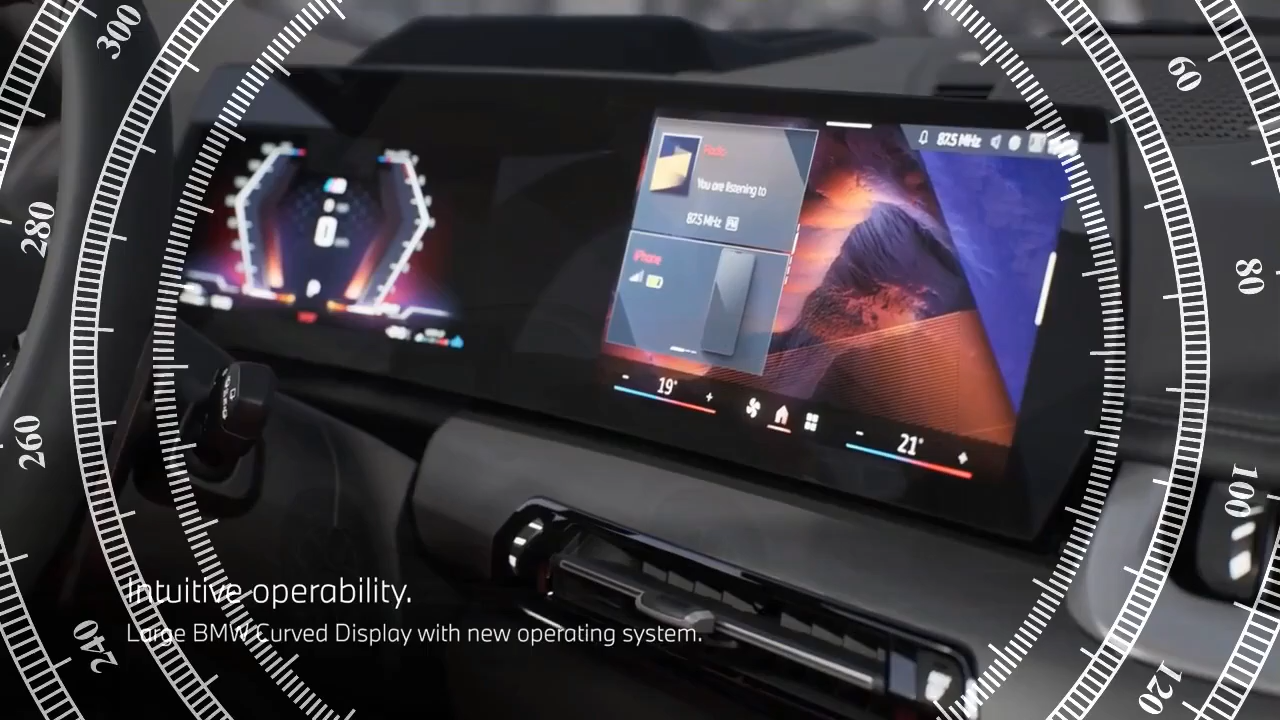 300
60
87.5 MHz
Radio
You are listening to
87.5 MHz
280
80
iPhone
0
P
19°
21°
260
100
Intuitive operability.
Large BMW Curved Display with new operating system.
240
120